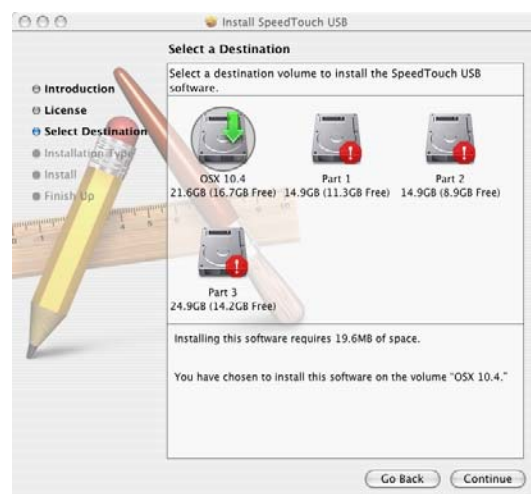 Install SpeedTouch USB
Select a Destination
Select a destination volume to install the SpeedTouch USB
software.
Introduction
License
Select Destination
Installation Type
Install
Finish Up
OSX 10.4
21.6GB (16.7GB Free)
Part 1
14.9GB (11.3GB Free)
Part 2
14.9GB (8.9GB Free)
Part 3
24.9GB (14.2GB Free)
Installing this software requires 19.6MB of space.
You have chosen to install this software on the volume “OSX 10.4.”
Go Back
Continue